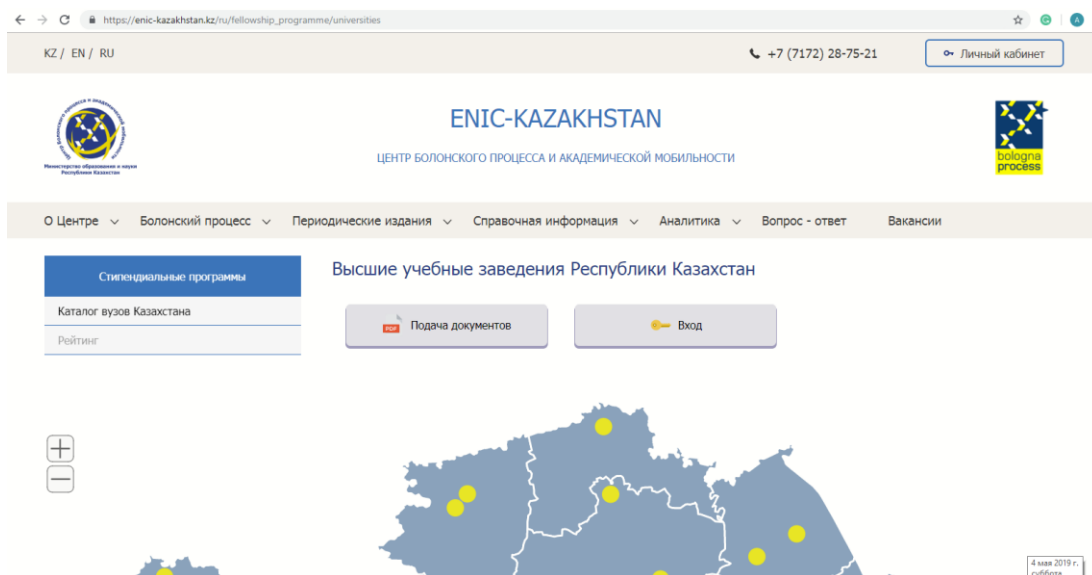 https://enic-kazakhstan.kz/ru/fellowship_programme/universities
KZ / EN / RU
+7 (7172) 28-75-21
Личный кабинет
ENIC-KAZAKHSTAN
ЦЕНТР БОЛОНСКОГО ПРОЦЕССА И АКАДЕМИЧЕСКОЙ МОБИЛЬНОСТИ
Министерство образования и науки
Республики Казахстан
bologna
process
О Центре
Болонский процесс
Периодические издания
Справочная информация
Аналитика
Вопрос - ответ
Вакансии
Стипендиальные программы
Каталог вузов Казахстана
Рейтинг
Высшие учебные заведения Республики Казахстан
PDF
Подача документов
Вход
4 мая 2019 г.
суббота